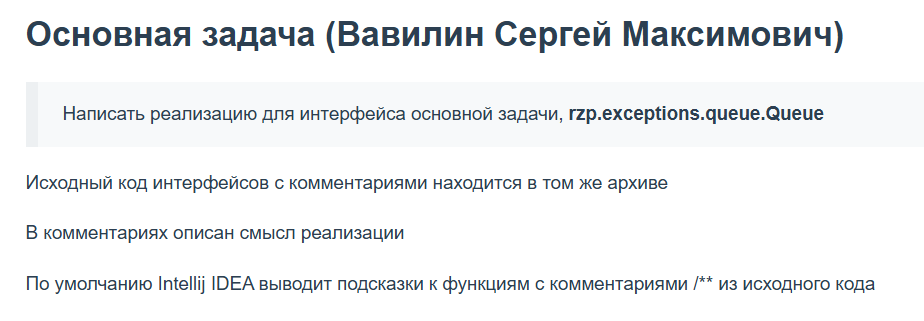 Основная задача (Вавилин Сергей Максимович)
Написать реализацию для интерфейса основной задачи, rzp.exceptions.queue.Queue
Исходный код интерфейсов с комментариями находится в том же архиве
В комментариях описан смысл реализации
По умолчанию Intellij IDEA выводит подсказки к функциям с комментариями /** из исходного кода